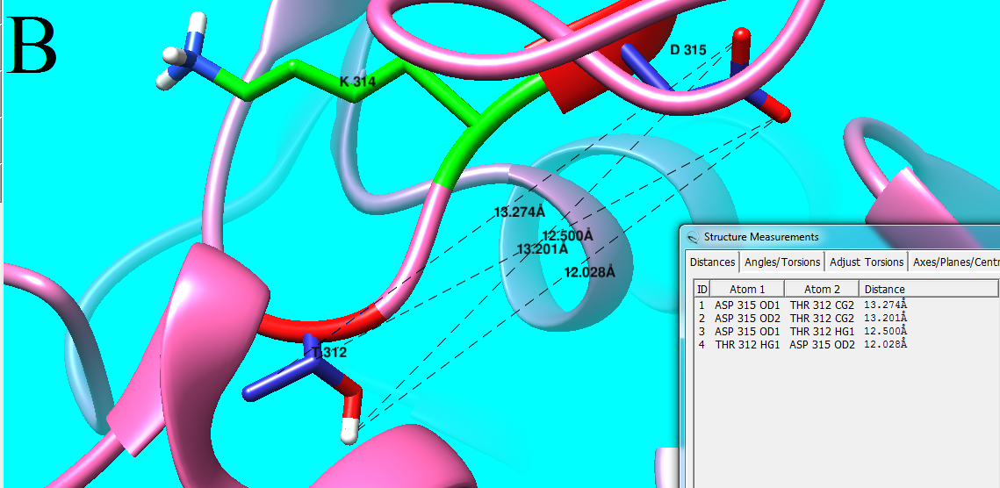 B
D 315
K 314
13.274Å
12.500Å
13.201Å
12.028Å
T 312
Structure Measurements
Distances Angles/Torsions Adjust Torsions Axes/Planes/Centr
ID Atom 1 Atom 2 Distance
1 ASP 315 OD1 THR 312 CG2 13.274Å
2 ASP 315 OD2 THR 312 CG2 13.201Å
3 ASP 315 OD1 THR 312 HG1 12.500Å
4 THR 312 HG1 ASP 315 OD2 12.028Å